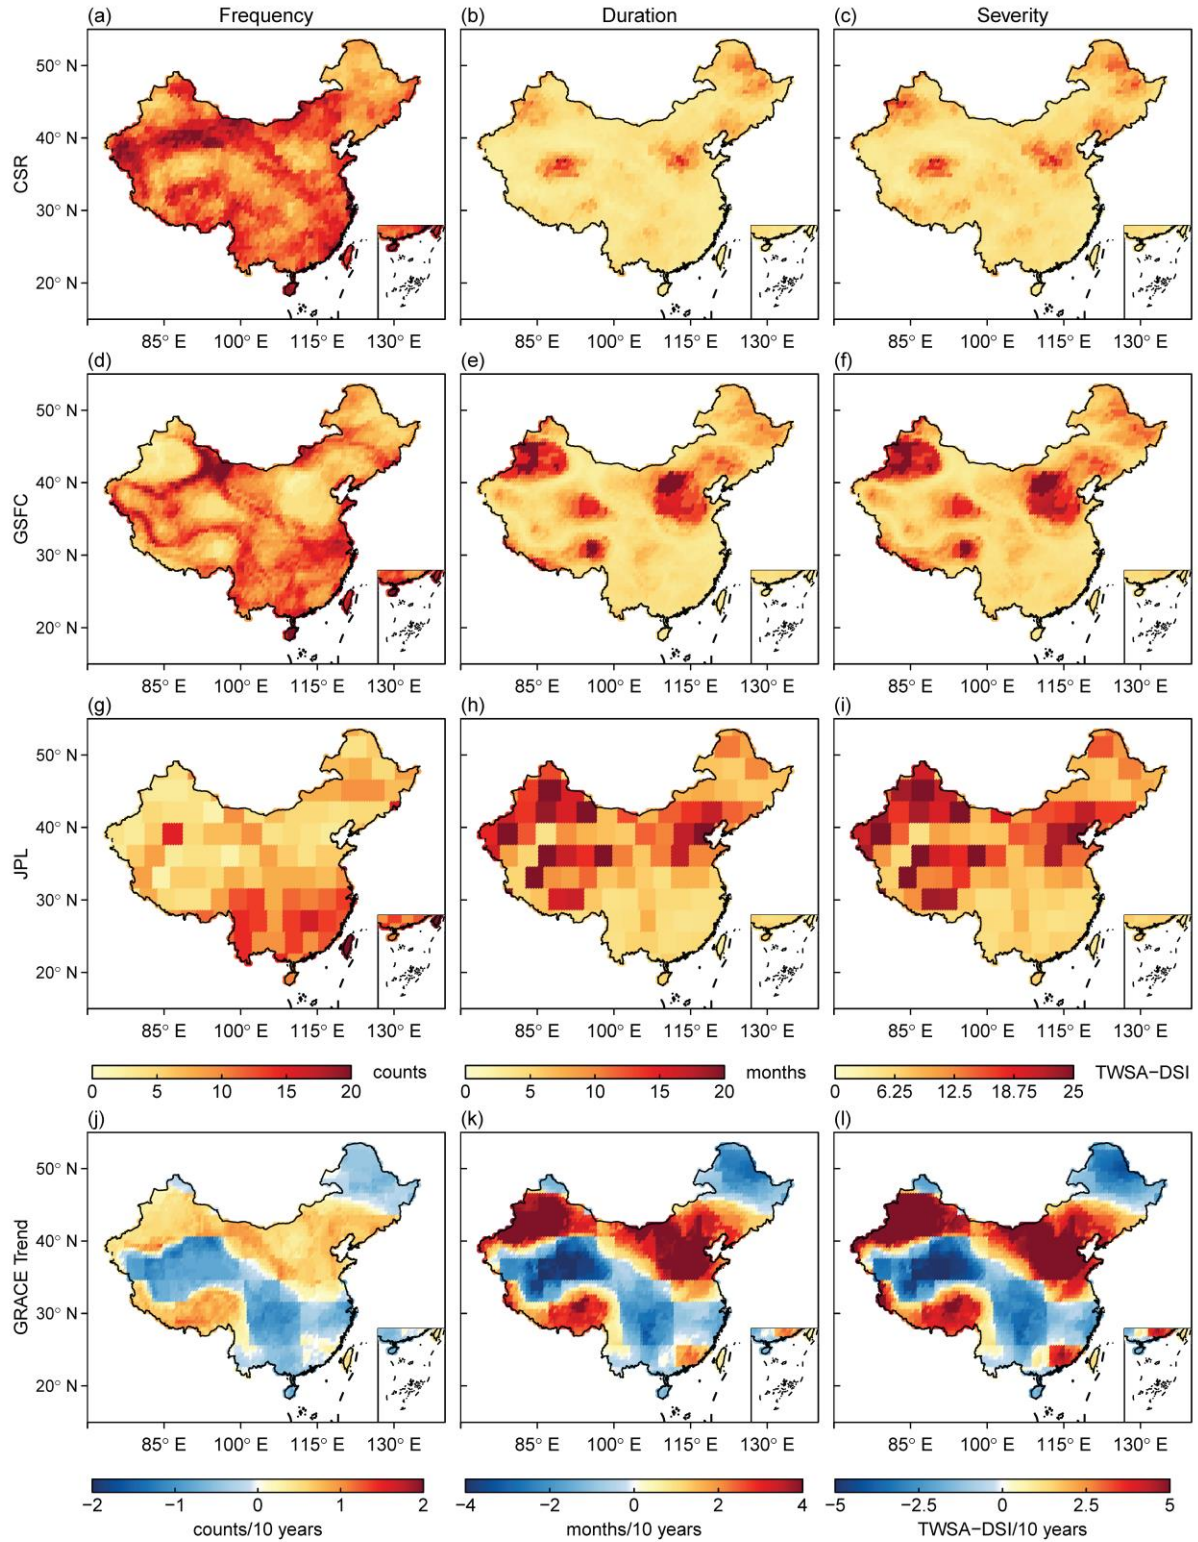 (a) Frequency (b) Duration (c) Severity
50° N
40° N
30° N
20° N
CSR
85° E 100° E 115° E 130° E 85° E 100° E 115° E 130° E 85° E 100° E 115° E 130° E
(d) (e) (f)
50° N
40° N
30° N
20° N
GSFC
85° E 100° E 115° E 130° E 85° E 100° E 115° E 130° E 85° E 100° E 115° E 130° E
(g) (h) (i)
50° N
40° N
30° N
20° N
JPL
85° E 100° E 115° E 130° E 85° E 100° E 115° E 130° E 85° E 100° E 115° E 130° E
counts months TWSA−DSI
0 5 10 15 20 0 5 10 15 20 0 6.25 12.5 18.75 25
(j) (k) (l)
50° N
40° N
30° N
20° N
GRACE Trend
85° E 100° E 115° E 130° E 85° E 100° E 115° E 130° E 85° E 100° E 115° E 130° E
−2 −1 0 1 2 −4 −2 0 2 4 −5 −2.5 0 2.5 5
counts/10 years months/10 years TWSA−DSI/10 years